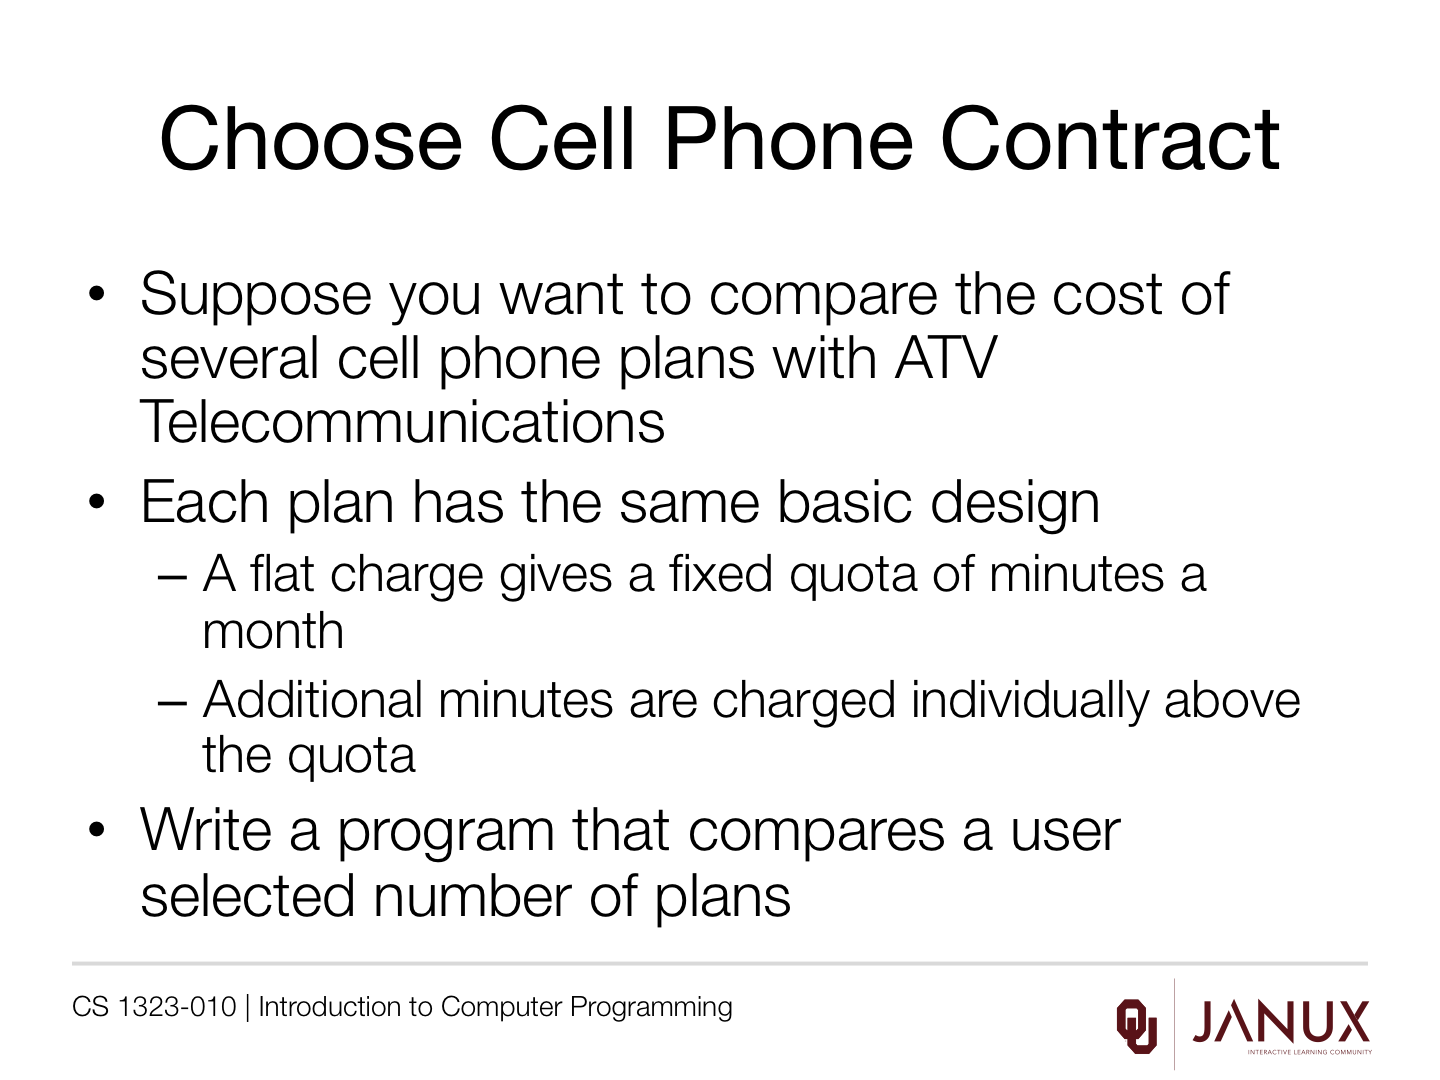 Choose Cell Phone Contract
• Suppose you want to compare the cost of
several cell phone plans with ATV
Telecommunications
• Each plan has the same basic design
– A flat charge gives a fixed quota of minutes a
month
– Additional minutes are charged individually above
the quota
• Write a program that compares a user
selected number of plans
CS 1323-010 | Introduction to Computer Programming
OU
JANUX
INTERACTIVE LEARNING COMMUNITY